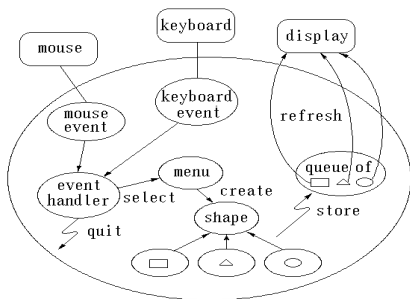 mouse
keyboard
display
mouse
event
keyboard
event
refresh
event
handler
select
menu
create
queue of
shape
store
quit